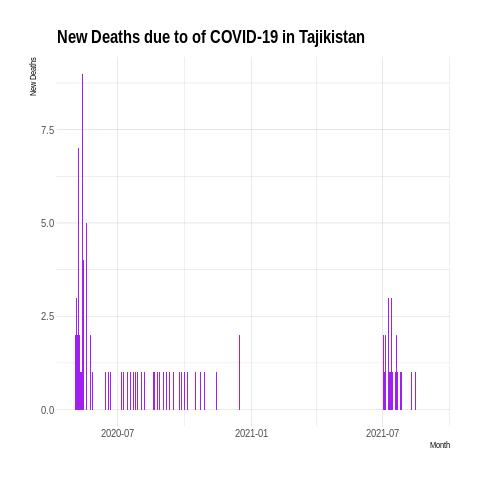 New Deaths due to of COVID-19 in Tajikistan
New Deaths
7.5
5.0
2.5
0.0
2020-07 2021-01 2021-07
Month